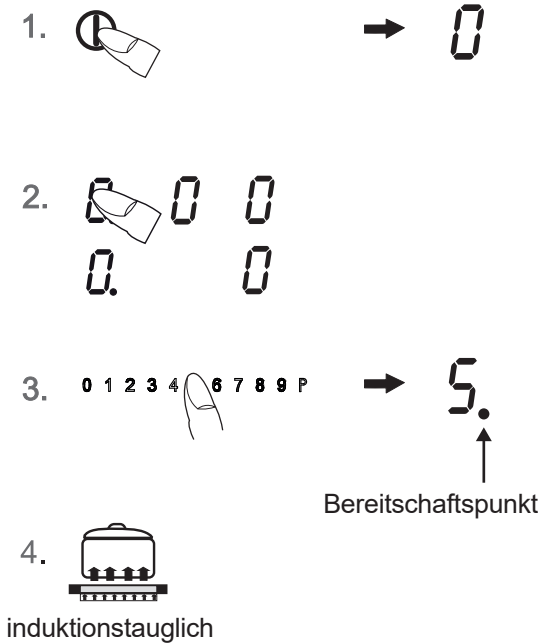 1. 0
2. 0 0
0. 0
3. 0 1 2 3 4 6 7 8 9 P 5.
Bereitschaftspunkt
4.
induktionstauglich